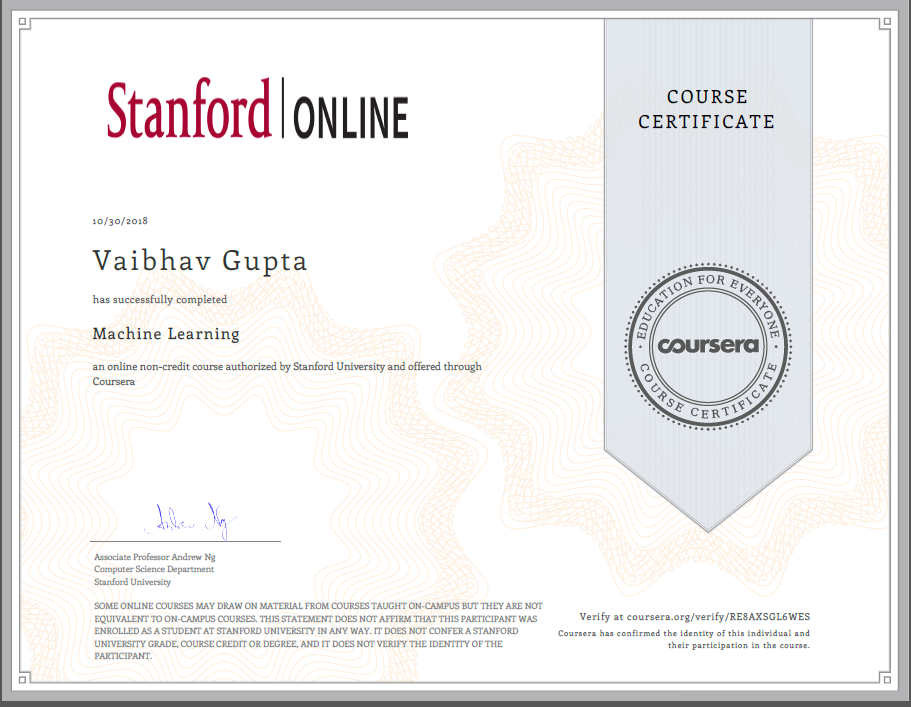 Stanford | ONLINE
COURSE
CERTIFICATE
10/30/2018
Vaibhav Gupta
has successfully completed
Machine Learning
an online non-credit course authorized by Stanford University and offered through
Coursera
EDUCATION FOR EVERYONE
coursera
COURSE CERTIFICATE
Andrew Ng
Associate Professor Andrew Ng
Computer Science Department
Stanford University
SOME ONLINE COURSES MAY DRAW ON MATERIAL FROM COURSES TAUGHT ON-CAMPUS BUT THEY ARE NOT
EQUIVALENT TO ON-CAMPUS COURSES. THIS STATEMENT DOES NOT AFFIRM THAT THIS PARTICIPANT WAS
ENROLLED AS A STUDENT AT STANFORD UNIVERSITY IN ANY WAY. IT DOES NOT CONFER A STANFORD
UNIVERSITY GRADE, COURSE CREDIT OR DEGREE, AND IT DOES NOT VERIFY THE IDENTITY OF THE
PARTICIPANT.
Verify at coursera.org/verify/RE8AXSGL6WES
Coursera has confirmed the identity of this individual and
their participation in the course.